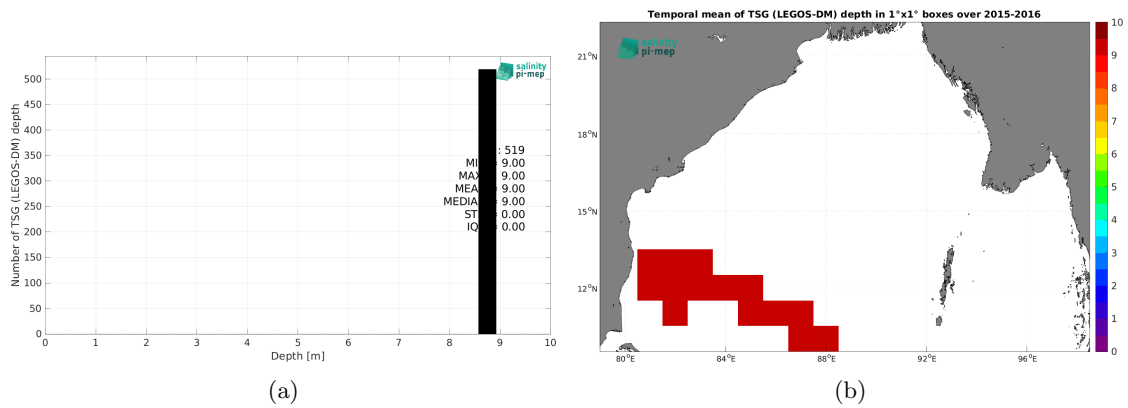 salinity
pi-mep
500
450
400
350
300
250
200
150
100
50
0
Number of TSG (LEGOS-DM) depth
: 519
MI = 9.00
MAX = 9.00
MEA = 9.00
MEDIA = 9.00
ST = 0.00
IQ = 0.00
0 1 2 3 4 5 6 7 8 9 10
Depth [m]
(a)
Temporal mean of TSG (LEGOS-DM) depth in 1°x1° boxes over 2015-2016
salinity
pi-mep
21°N
18°N
15°N
12°N
80°E 84°E 88°E 92°E 96°E
10
9
8
7
6
5
4
3
2
1
0
(b)